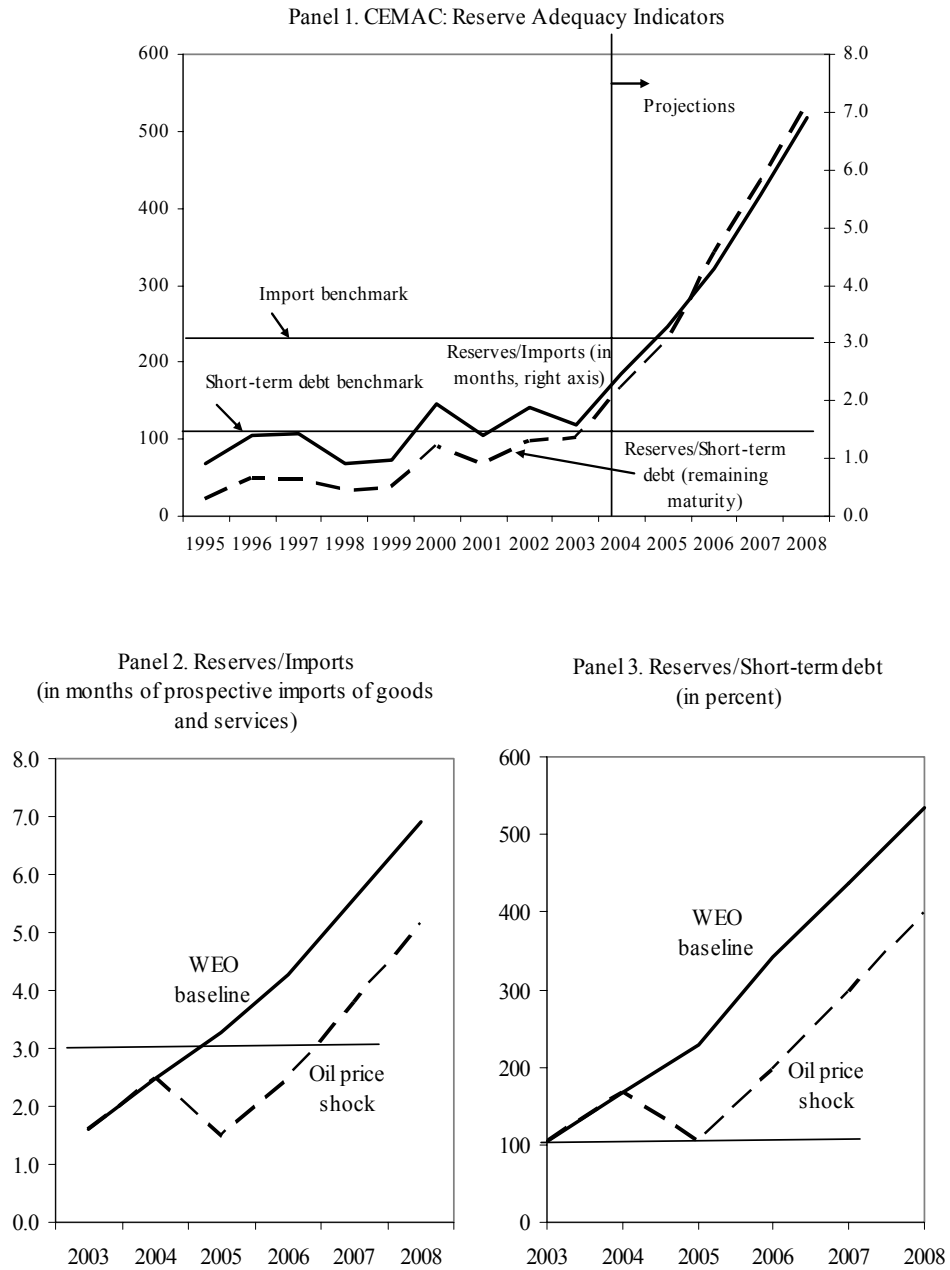 Panel 1. CEMAC: Reserve Adequacy Indicators
600
500
400
300
200
100
0
8.0
7.0
6.0
5.0
4.0
3.0
2.0
1.0
0.0
Projections
Import benchmark
Reserves/Imports (in
months, right axis)
Short-term debt benchmark
Reserves/Short-term
debt (remaining
maturity)
1995 1996 1997 1998 1999 2000 2001 2002 2003 2004 2005 2006 2007 2008
Panel 2. Reserves/Imports
(in months of prospective imports of goods
and services)
8.0
7.0
6.0
5.0
4.0
3.0
2.0
1.0
0.0
WEO
baseline
Oil price
shock
2003 2004 2005 2006 2007 2008
Panel 3. Reserves/Short-term debt
(in percent)
600
500
400
300
200
100
0
WEO
baseline
Oil price
shock
2003 2004 2005 2006 2007 2008